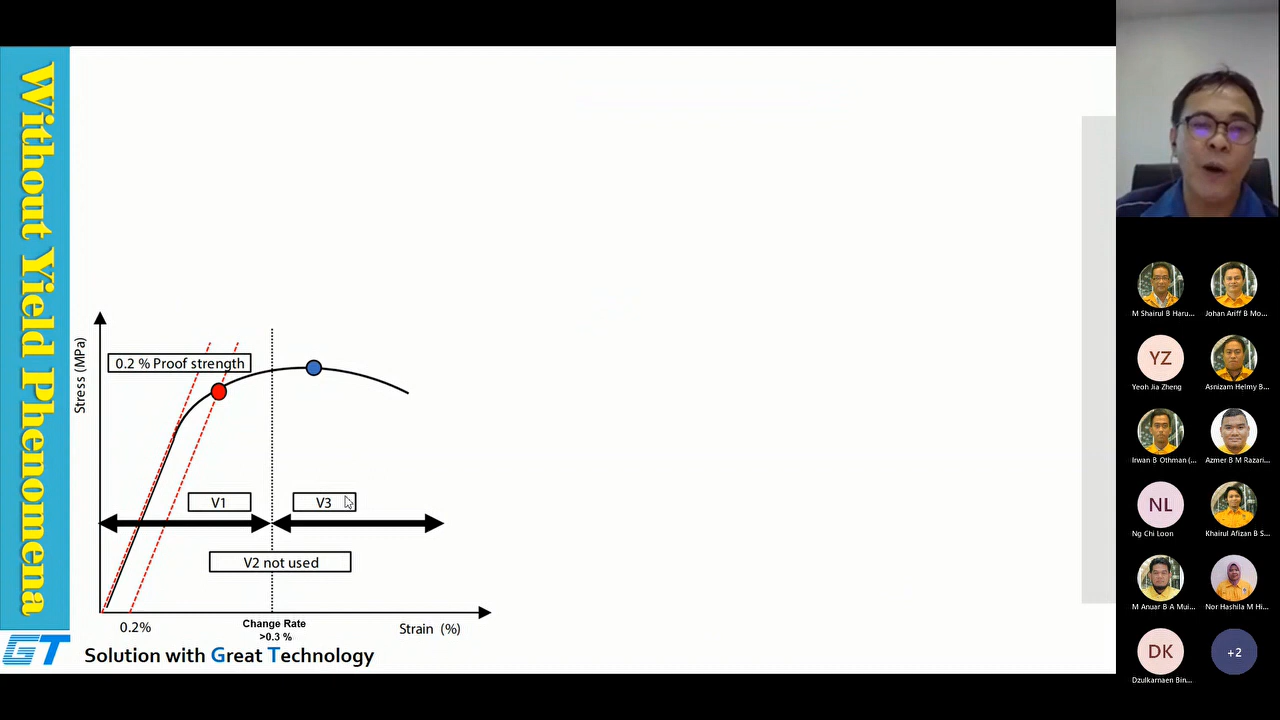 Without Yield Phenomena
Stress (MPa)
0.2 % Proof strength
V1
V3
V2 not used
0.2%
Change Rate
>0.3 %
Strain (%)
GT
Solution with Great Technology
M Shairul B Haru...
Johan Ariff B Mo...
YZ
Yeoh Jia Zheng
Asnizam Helmy B...
Irwan B Othman (...
Azmer B M Razari...
NL
Ng Chi Loon
Khairul Afizan B S...
M Anuar B A Mui...
Nor Hashila M Hi...
DK
Dzulkarnaen Bin...
+2